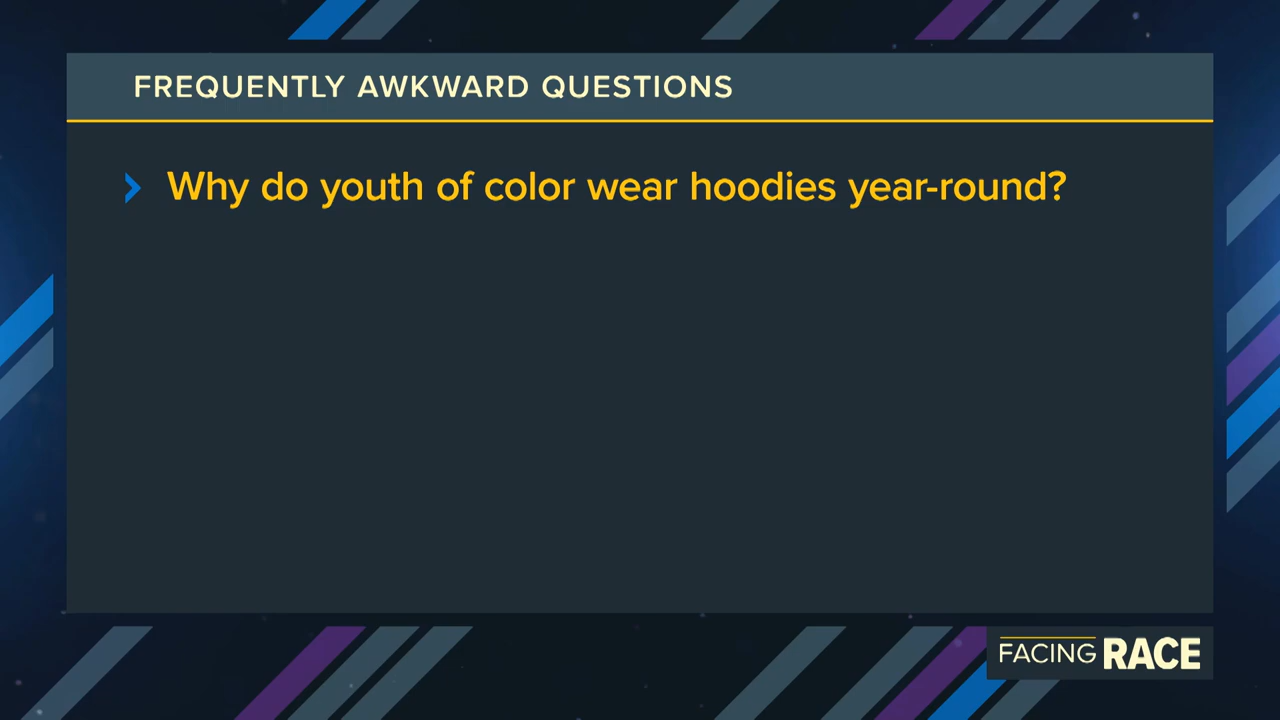 FREQUENTLY AWKWARD QUESTIONS
Why do youth of color wear hoodies year-round?
FACING RACE